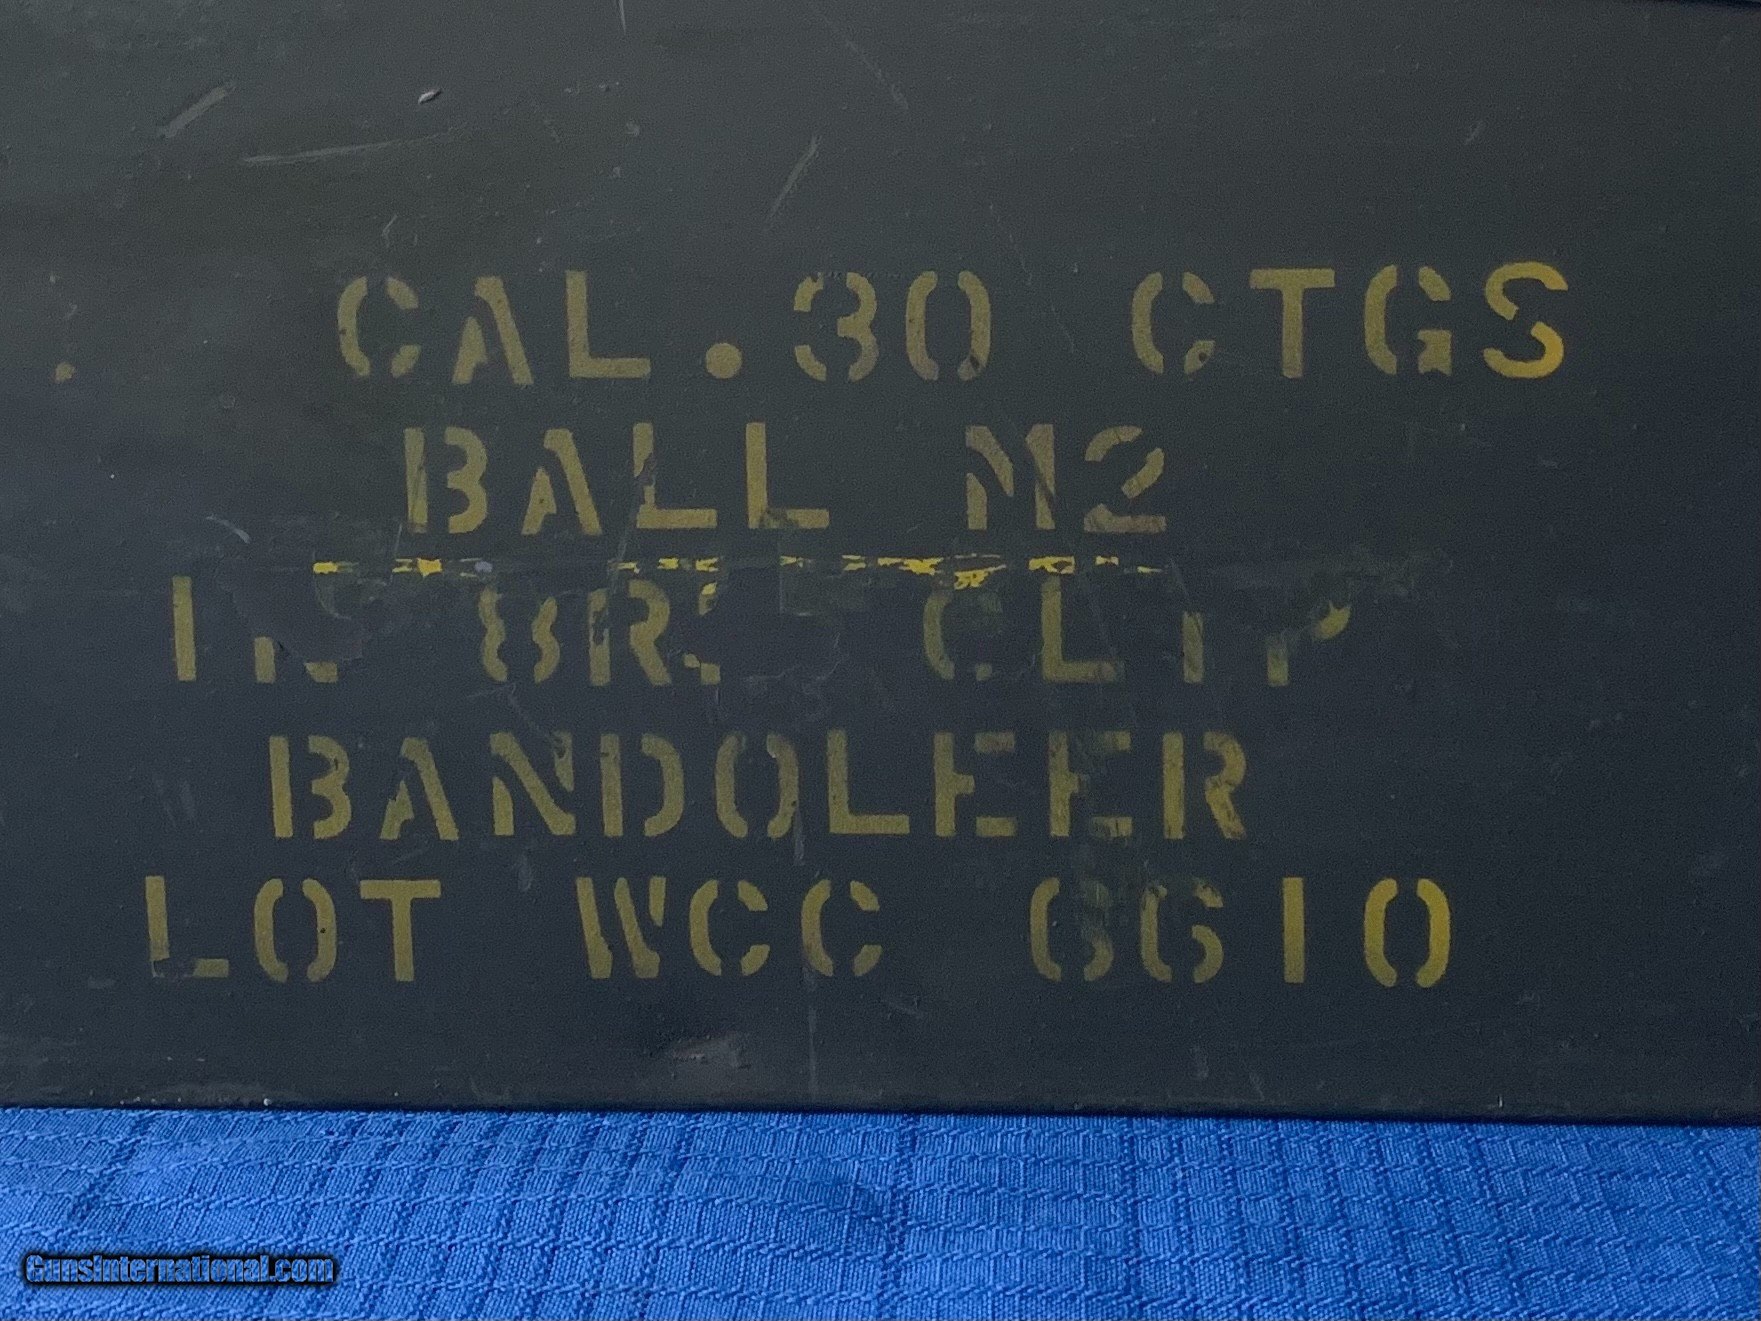 CAL.30 CTGS
BALL M2
IN 8RD CLIP
BANDOLEER
LOT WCC 6610
GunsInternational.com